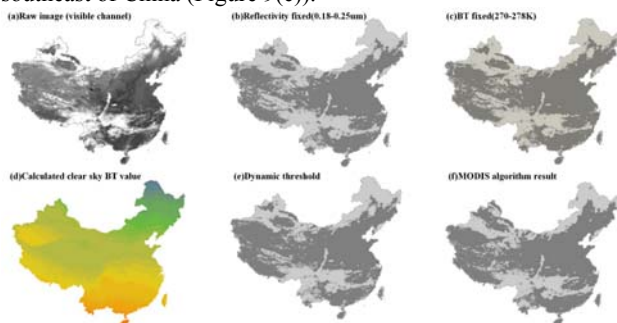 southeast of China (Figure 9(c)).
(a)Raw image (visible channel)
(b)Reflectivity fixed(0.18-0.25um)
(c)BT fixed(270-278K)
(d)Calculated clear sky BT value
(e)Dynamic threshold
(f)MODIS algorithm result